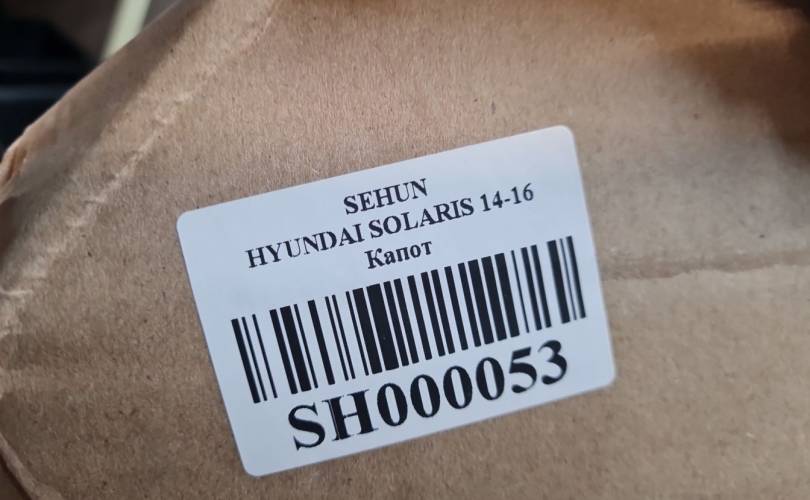 SEHUN
HYUNDAI SOLARIS 14-16
Капот
SH000053